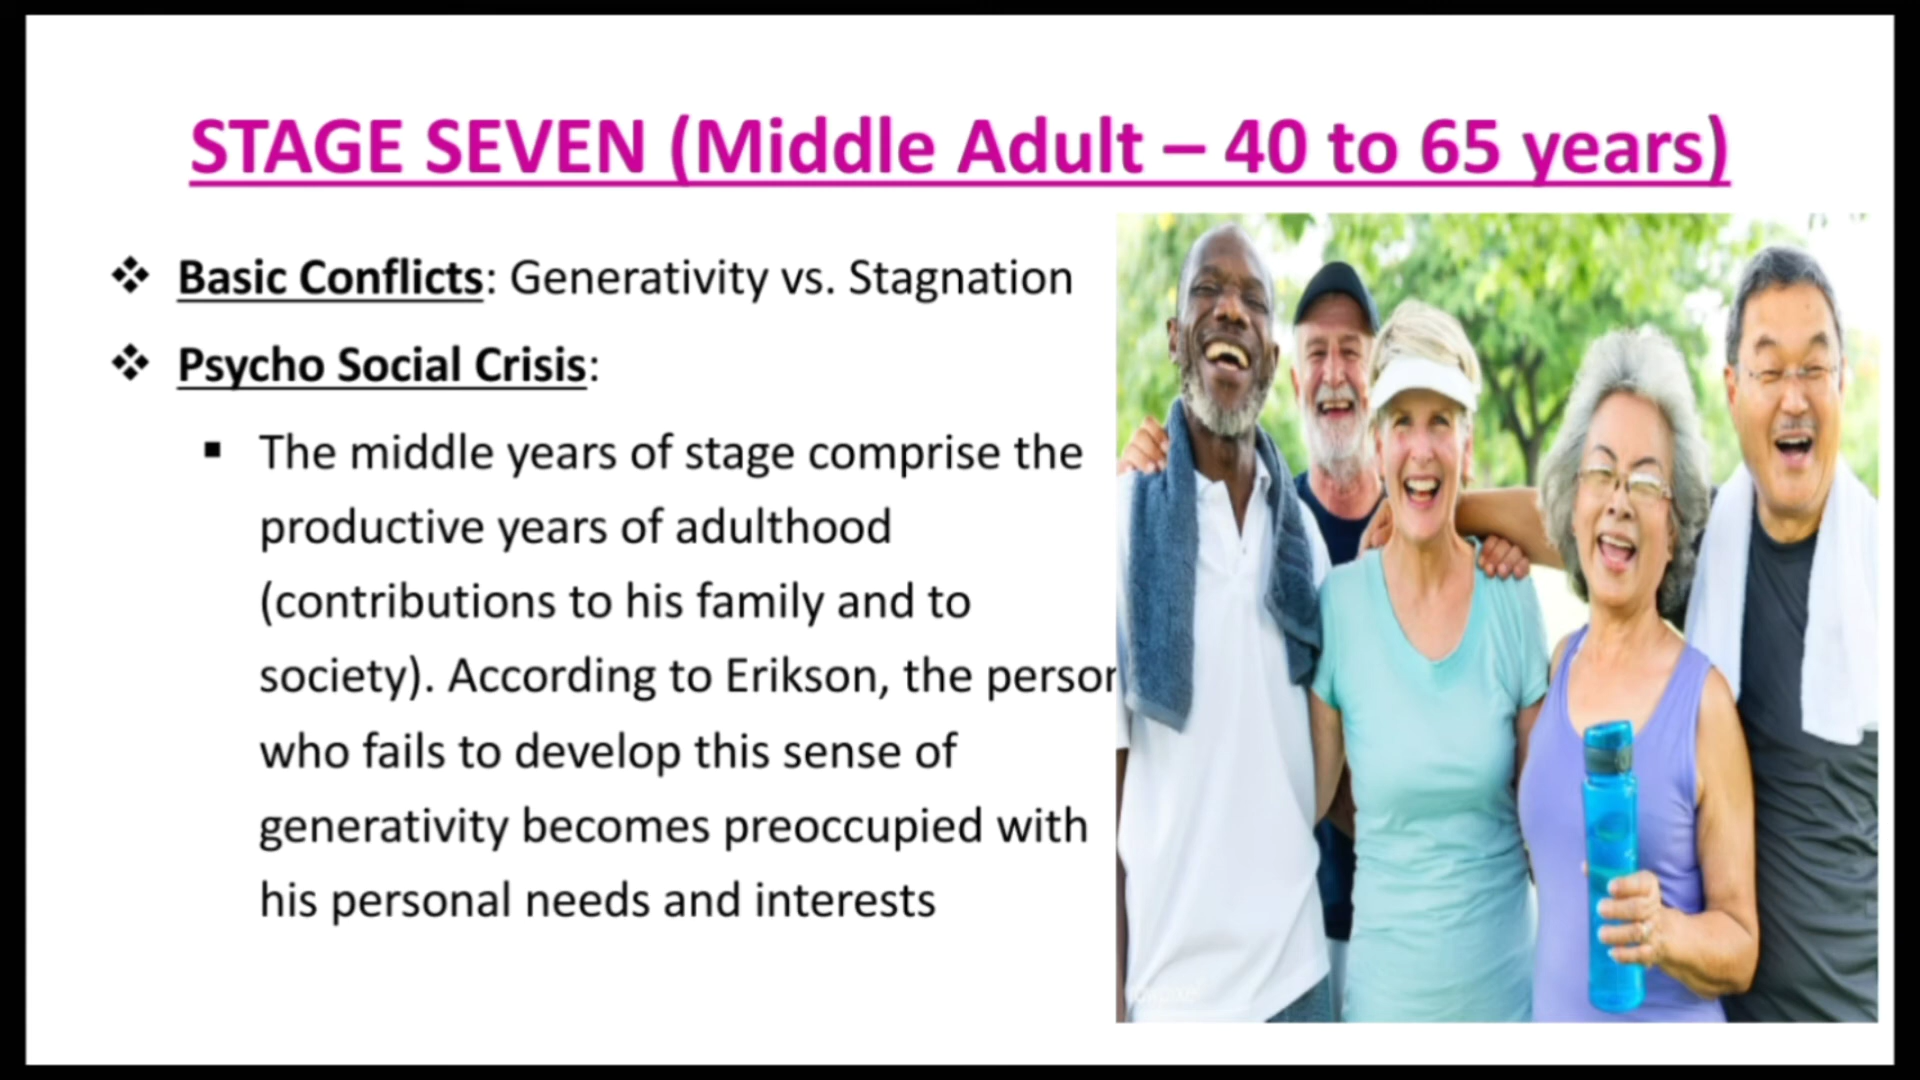 STAGE SEVEN (Middle Adult – 40 to 65 years)
❖ Basic Conflicts: Generativity vs. Stagnation
❖ Psycho Social Crisis:
▪ The middle years of stage comprise the
productive years of adulthood
(contributions to his family and to
society). According to Erikson, the person
who fails to develop this sense of
generativity becomes preoccupied with
his personal needs and interests